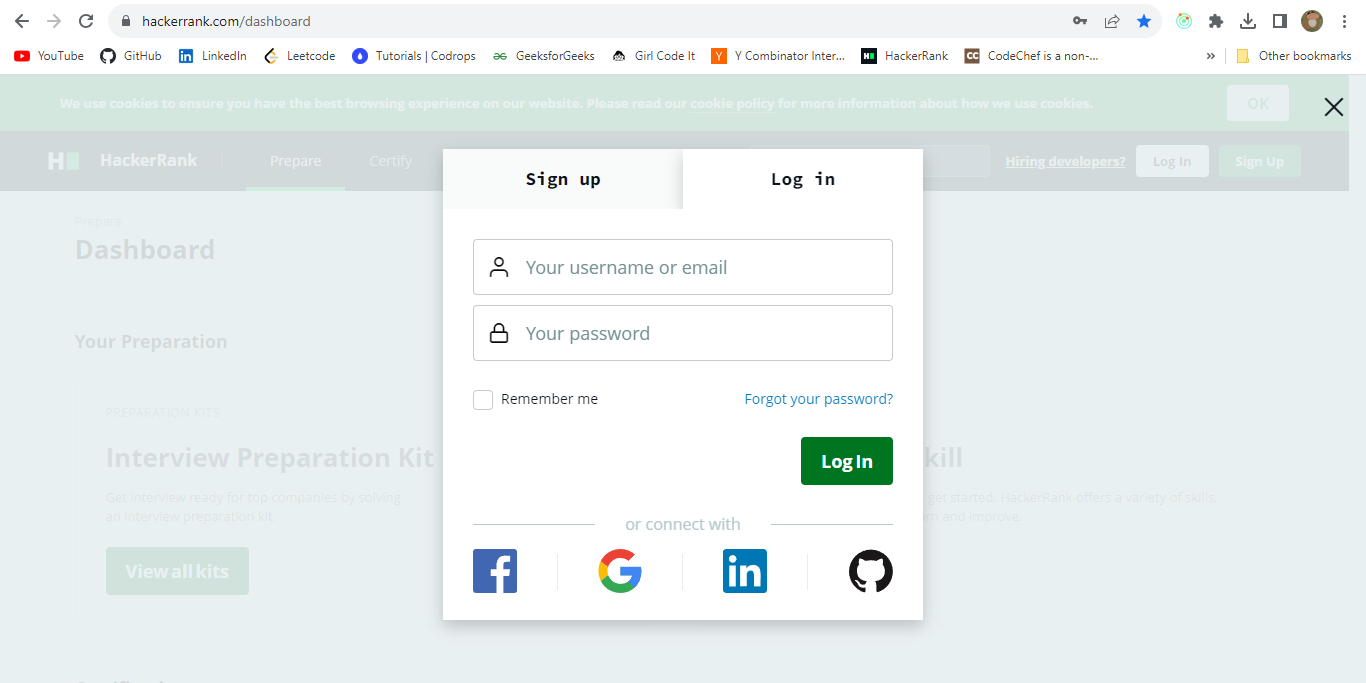 hackerrank.com/dashboard
YouTube GitHub LinkedIn Leetcode Tutorials | Codrops GeeksforGeeks Girl Code It Y Combinator Inter... HackerRank CodeChef is a non-... » Other bookmarks
We use cookies to ensure you have the best browsing experience on our website. Please read our cookie policy for more information about how we use cookies. OK
HackerRank Prepare Certify Hiring developers? Log In Sign Up
Sign up Log in
Prepare
Dashboard
Your username or email
Your password
Your Preparation
Remember me Forgot your password?
PREPARATION KITS
Interview Preparation Kit
kill
Log In
Get interview ready for top companies by solving
an interview preparation kit.
get started. HackerRank offers a variety of skills,
and improve.
or connect with
View all kits